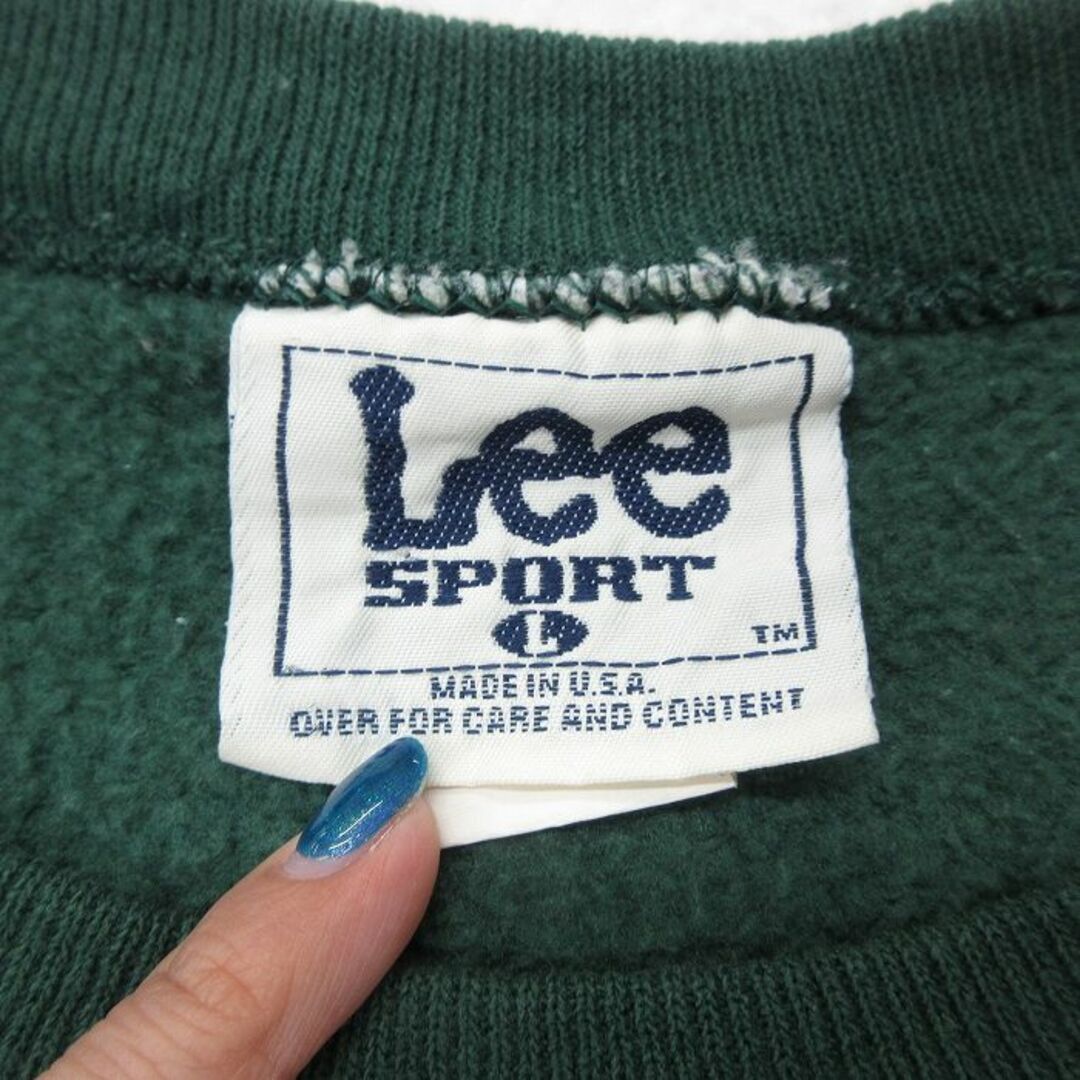 Lee
SPORT
L
TM
MADE IN U.S.A.
OVER FOR CARE AND CONTENT